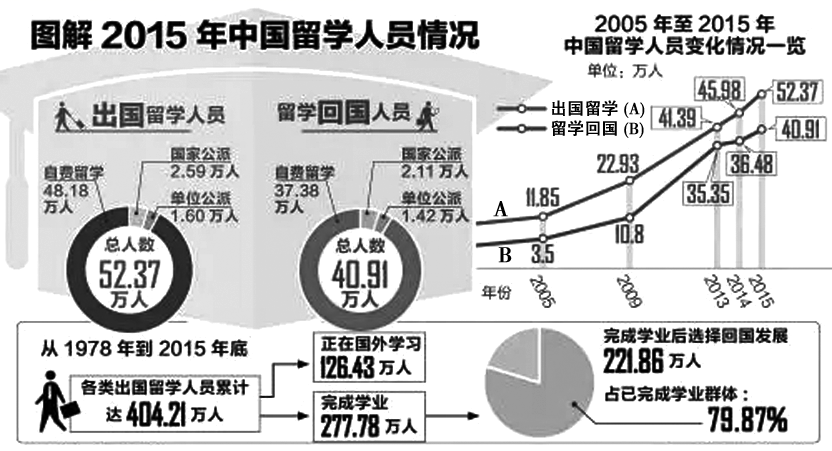 图解 2015 年中国留学人员情况
出国留学人员
自费留学
48.18
万人
国家公派
2.59 万人
单位公派
1.60 万人
总人数
52.37
万人
留学回国人员
自费留学
37.38
万人
国家公派
2.11 万人
单位公派
1.42 万人
总人数
40.91
万人
2005 年至 2015 年
中国留学人员变化情况一览
单位：万人
出国留学 (A)
留学回国 (B)
A
B
11.85
22.93
41.39
45.98
52.37
3.5
10.8
35.35
36.48
40.91
年份
2005
2009
2013
2014
2015
从 1978 年到 2015 年底
各类出国留学人员累计
达 404.21 万人
正在国外学习
126.43 万人
完成学业
277.78 万人
完成学业后选择回国发展
221.86 万人
占已完成学业群体：
79.87%